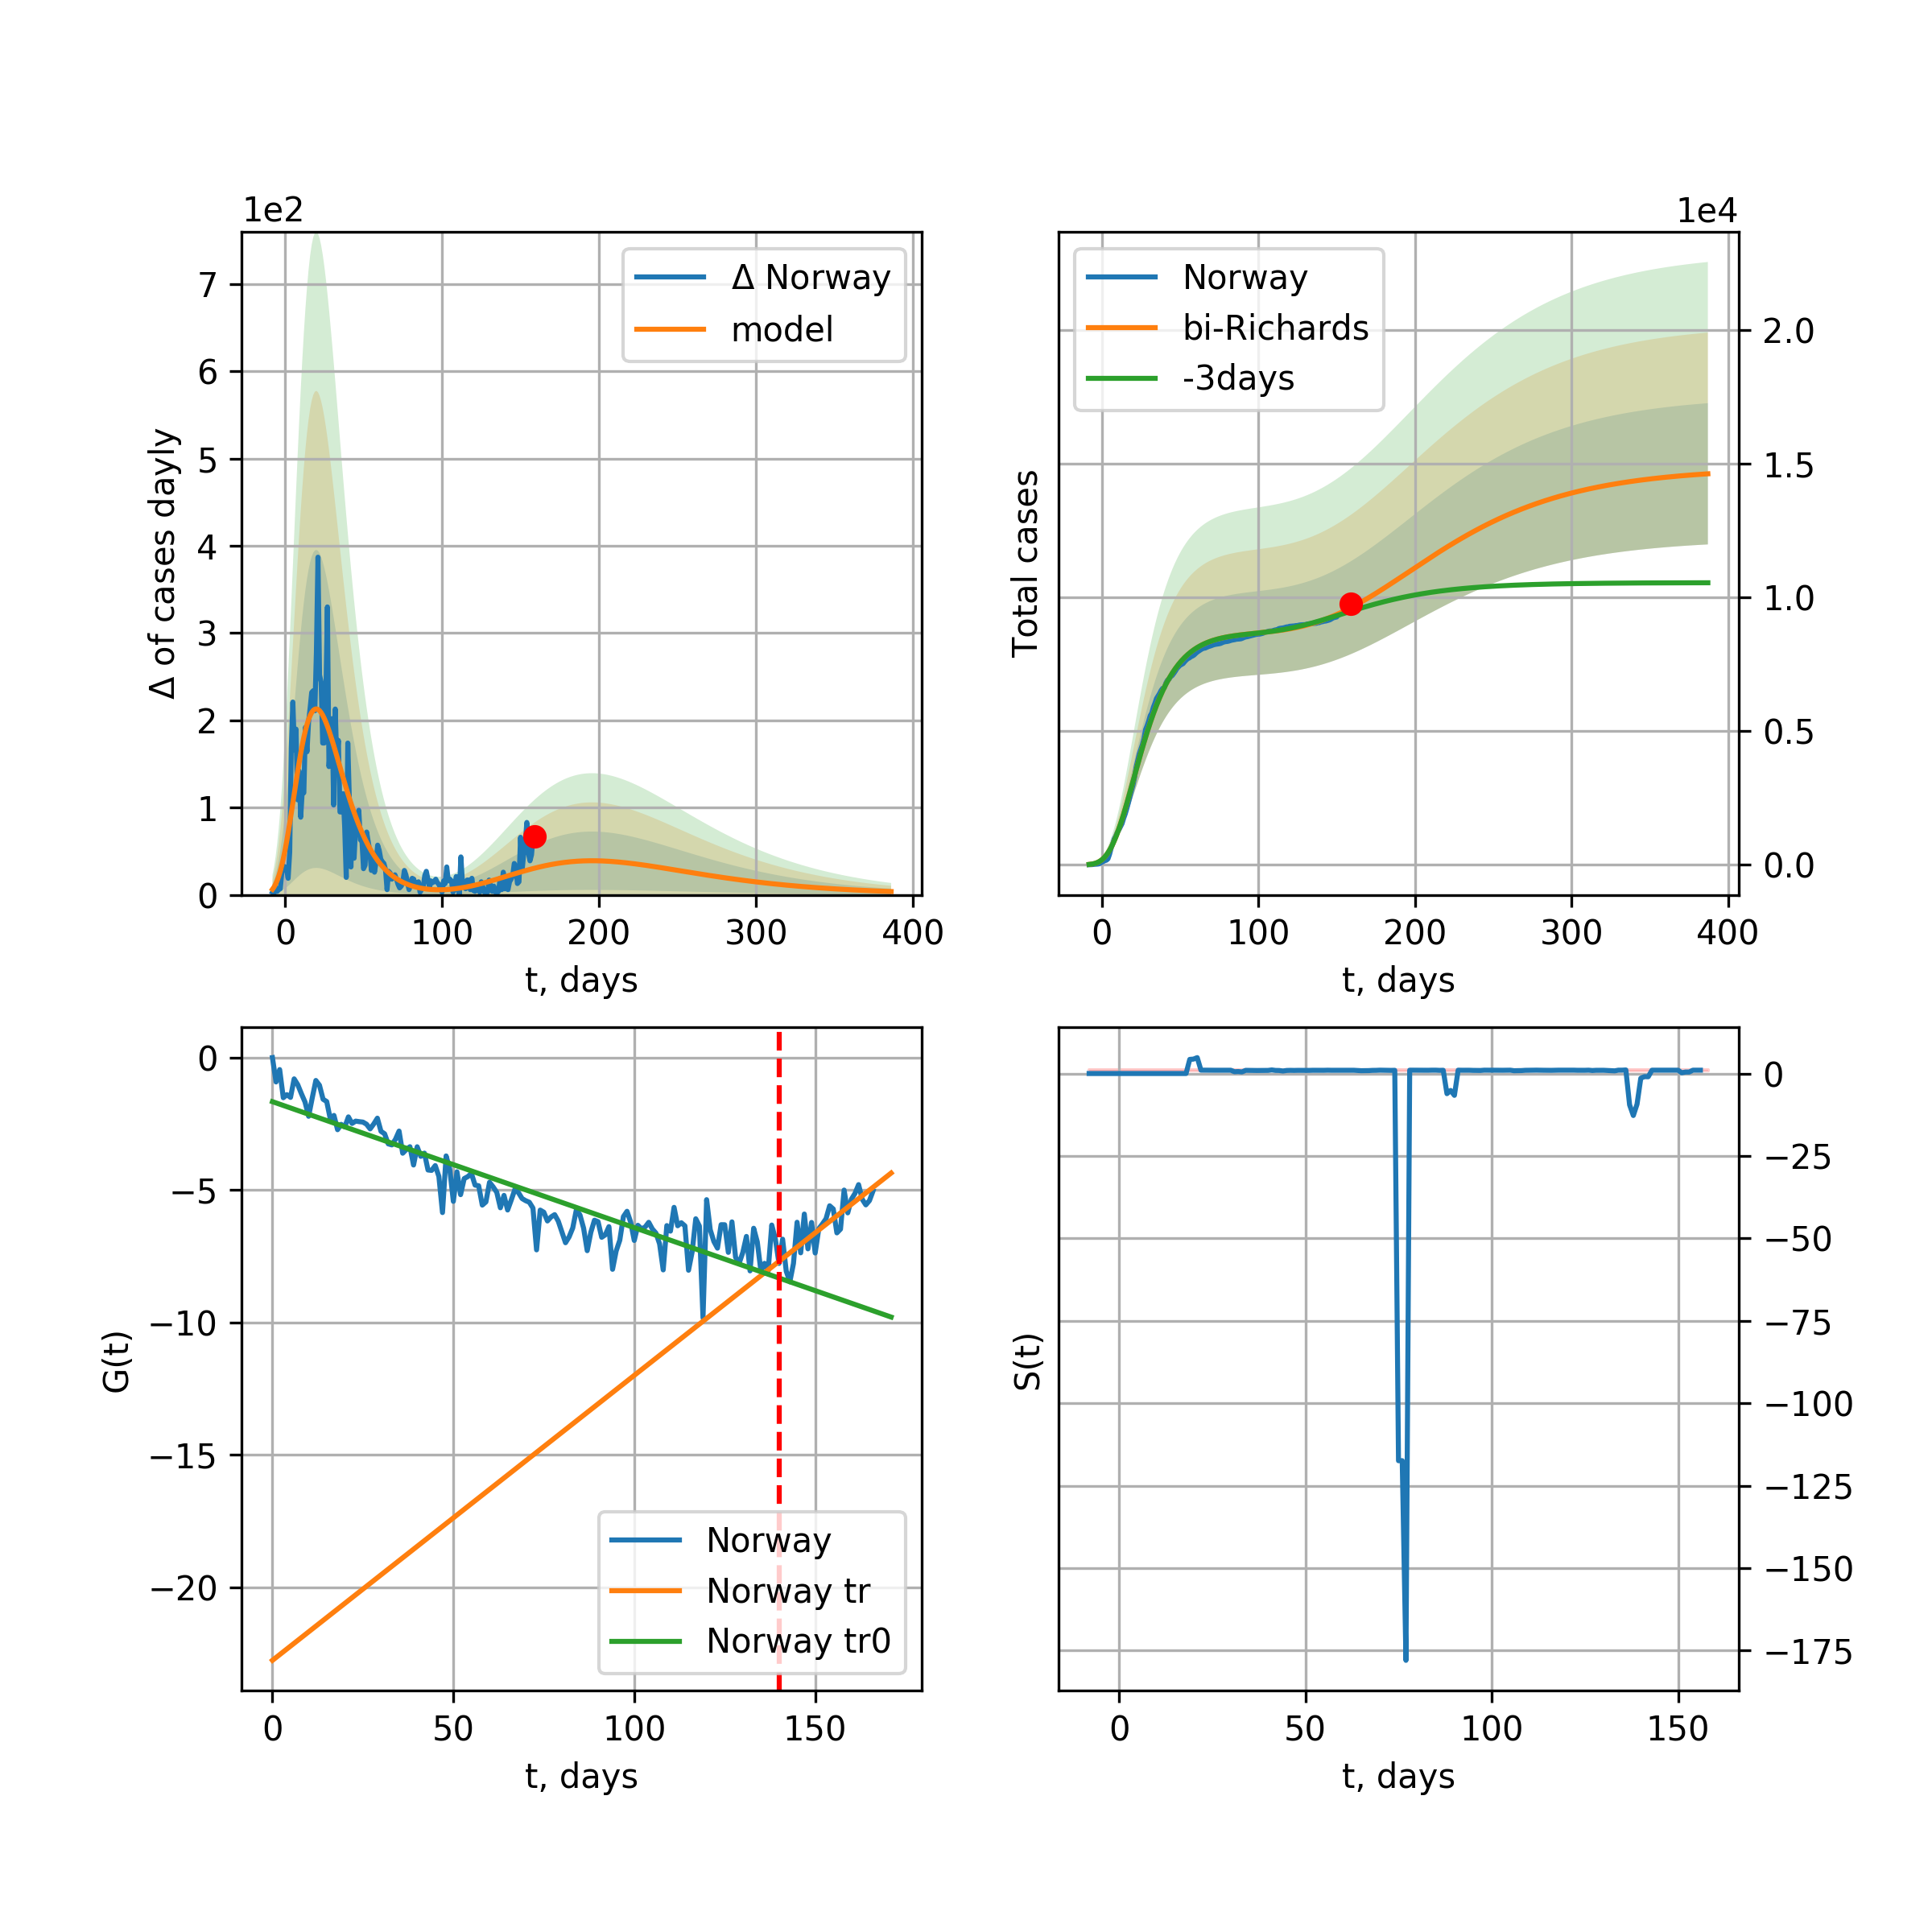 1e2
Δ of cases dayly
7
6
5
4
3
2
1
0
0 100 200 300 400
t, days
Δ Norway
model
1e4
Total cases
2.0
1.5
1.0
0.5
0.0
0 100 200 300 400
t, days
Norway
bi-Richards
-3days
G(t)
0
−5
−10
−15
−20
0 50 100 150
t, days
Norway
Norway tr
Norway tr0
S(t)
0
−25
−50
−75
−100
−125
−150
−175
0 50 100 150
t, days